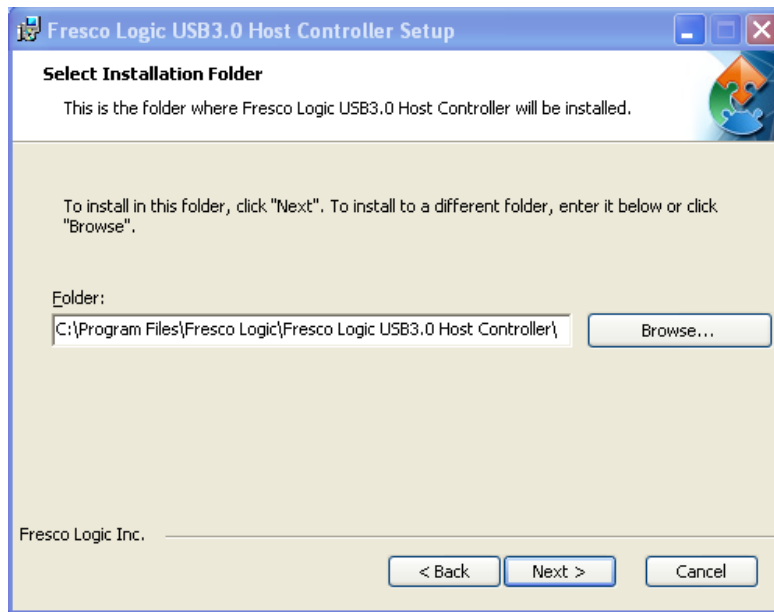 Fresco Logic USB3.0 Host Controller Setup
Select Installation Folder
This is the folder where Fresco Logic USB3.0 Host Controller will be installed.
To install in this folder, click "Next". To install to a different folder, enter it below or click
"Browse".
Folder:
C:\Program Files\Fresco Logic\Fresco Logic USB3.0 Host Controller\
Browse...
Fresco Logic Inc.
< Back
Next >
Cancel